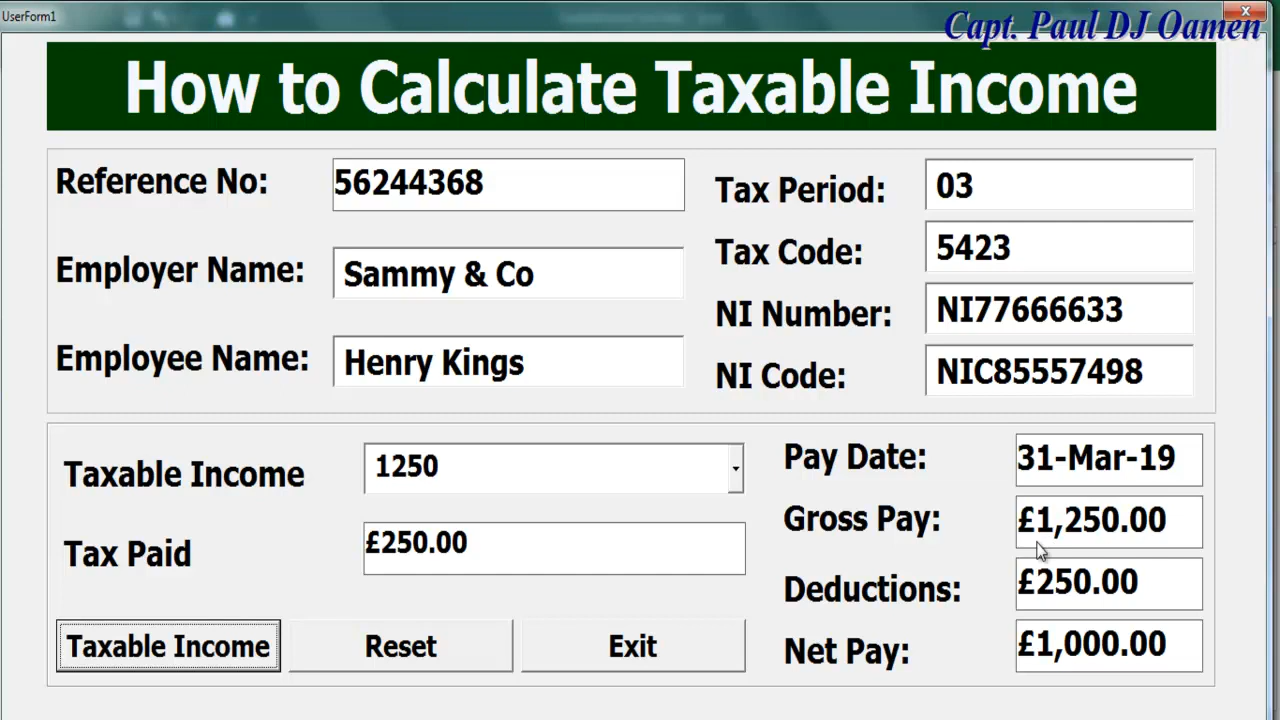 UserForm1
Capt. Paul DJ Oamen
How to Calculate Taxable Income
Reference No: 56244368
Employer Name: Sammy & Co
Employee Name: Henry Kings
Tax Period: 03
Tax Code: 5423
NI Number: NI77666633
NI Code: NIC85557498
Taxable Income 1250
Tax Paid £250.00
Taxable Income Reset Exit
Pay Date: 31-Mar-19
Gross Pay: £1,250.00
Deductions: £250.00
Net Pay: £1,000.00